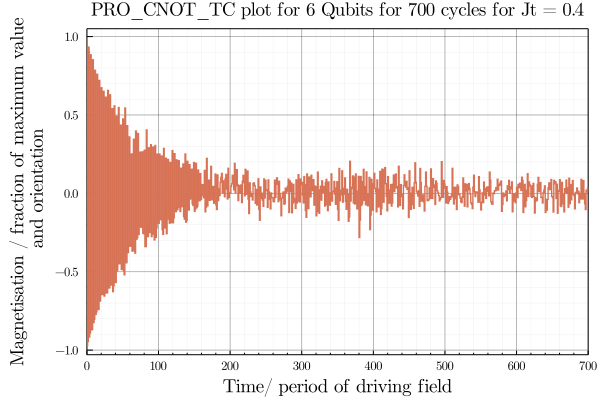 PRO_CNOT_TC plot for 6 Qubits for 700 cycles for Jt = 0.4
Magnetisation / fraction of maximum value
and orientation
1.0
0.5
0.0
−0.5
−1.0
0 100 200 300 400 500 600 700
Time/ period of driving field